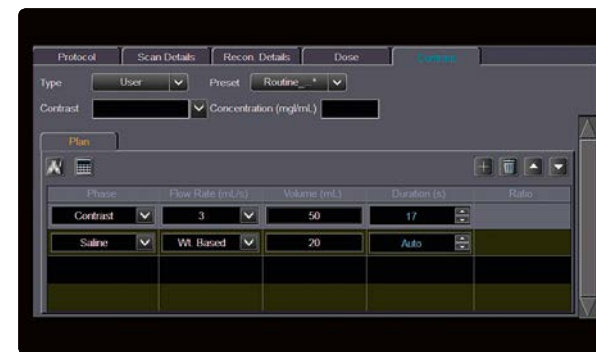 Protocol Scan Details Recon Details Dose Contrast
Type User Preset Routine_...*
Contrast Concentration (mgI/mL)
Plan
Phase Flow Rate (mL/s) Volume (mL) Duration (s) Ratio
Contrast 3 50 17
Saline Wt. Based 20 Auto